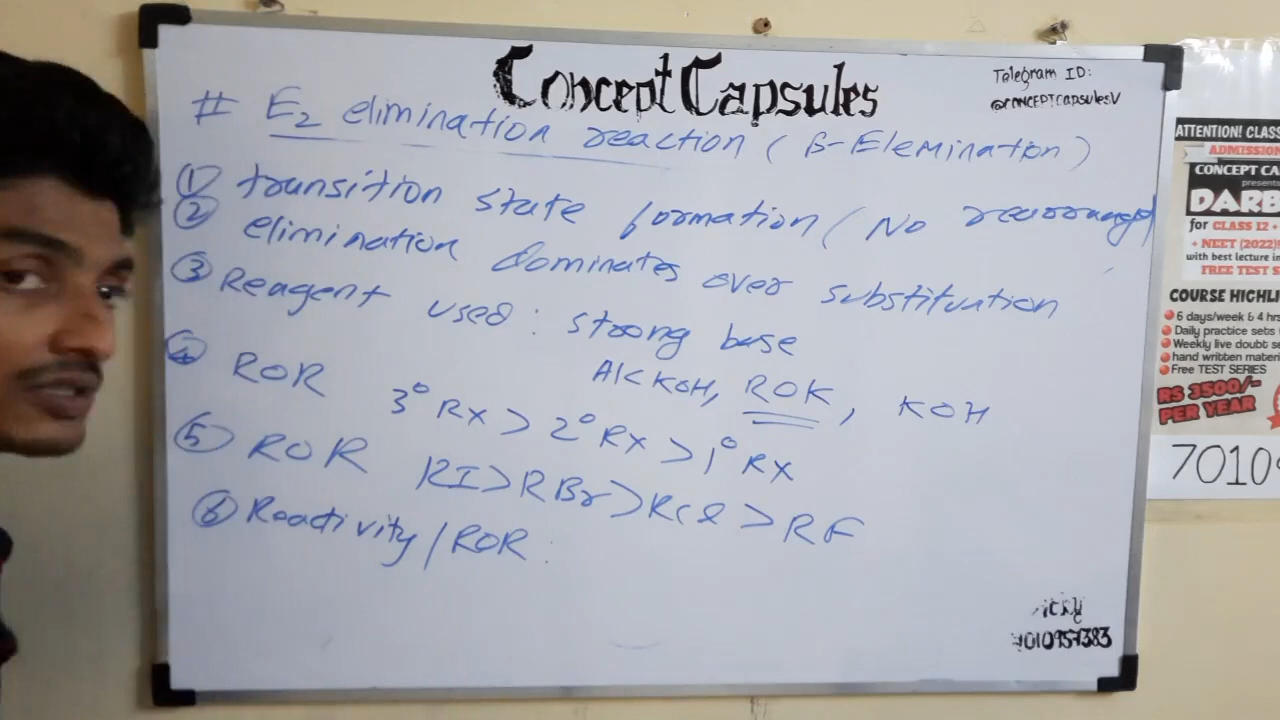 Concept Capsules
Telegram ID:
@CONCEPTCapsulesV
# E2 elimination reaction (β-Elemination)
① transition state formation (No rearrange)
② elimination dominates over substituation
③ Reagent used: strong base
Alc KOH, ROK, KOH
④ ROR 3° RX > 2° RX > 1° RX
⑤ ROR RI > RBr > RCl > RF
⑥ Reactivity/ROR:
7010957383
ATTENTION! CLASS
ADMISSION
CONCEPT CA
presents
DARB
for CLASS 12 +
+ NEET (2022)
with best lecture in
FREE TEST S
COURSE HIGHLI
6 days/week & 4 hrs
Daily practice sets
Weekly live doubt se
hand written materi
Free TEST SERIES
RS 3500/-
PER YEAR
7010